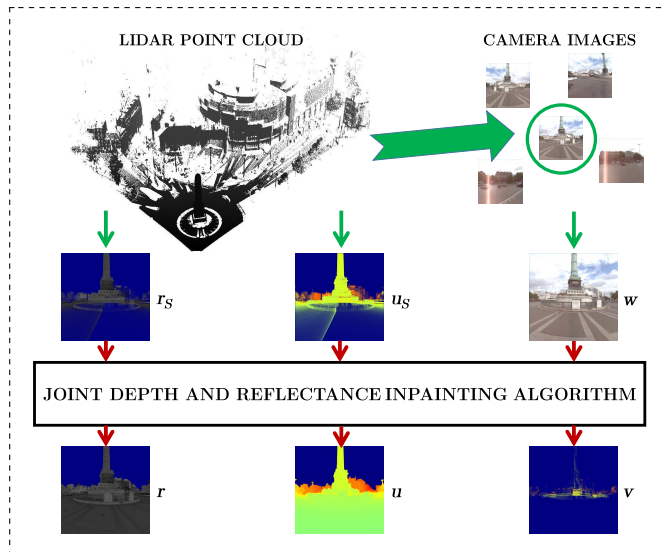 LIDAR POINT CLOUD
CAMERA IMAGES
r_S
u_S
w
JOINT DEPTH AND REFLECTANCE INPAINTING ALGORITHM
r
u
v